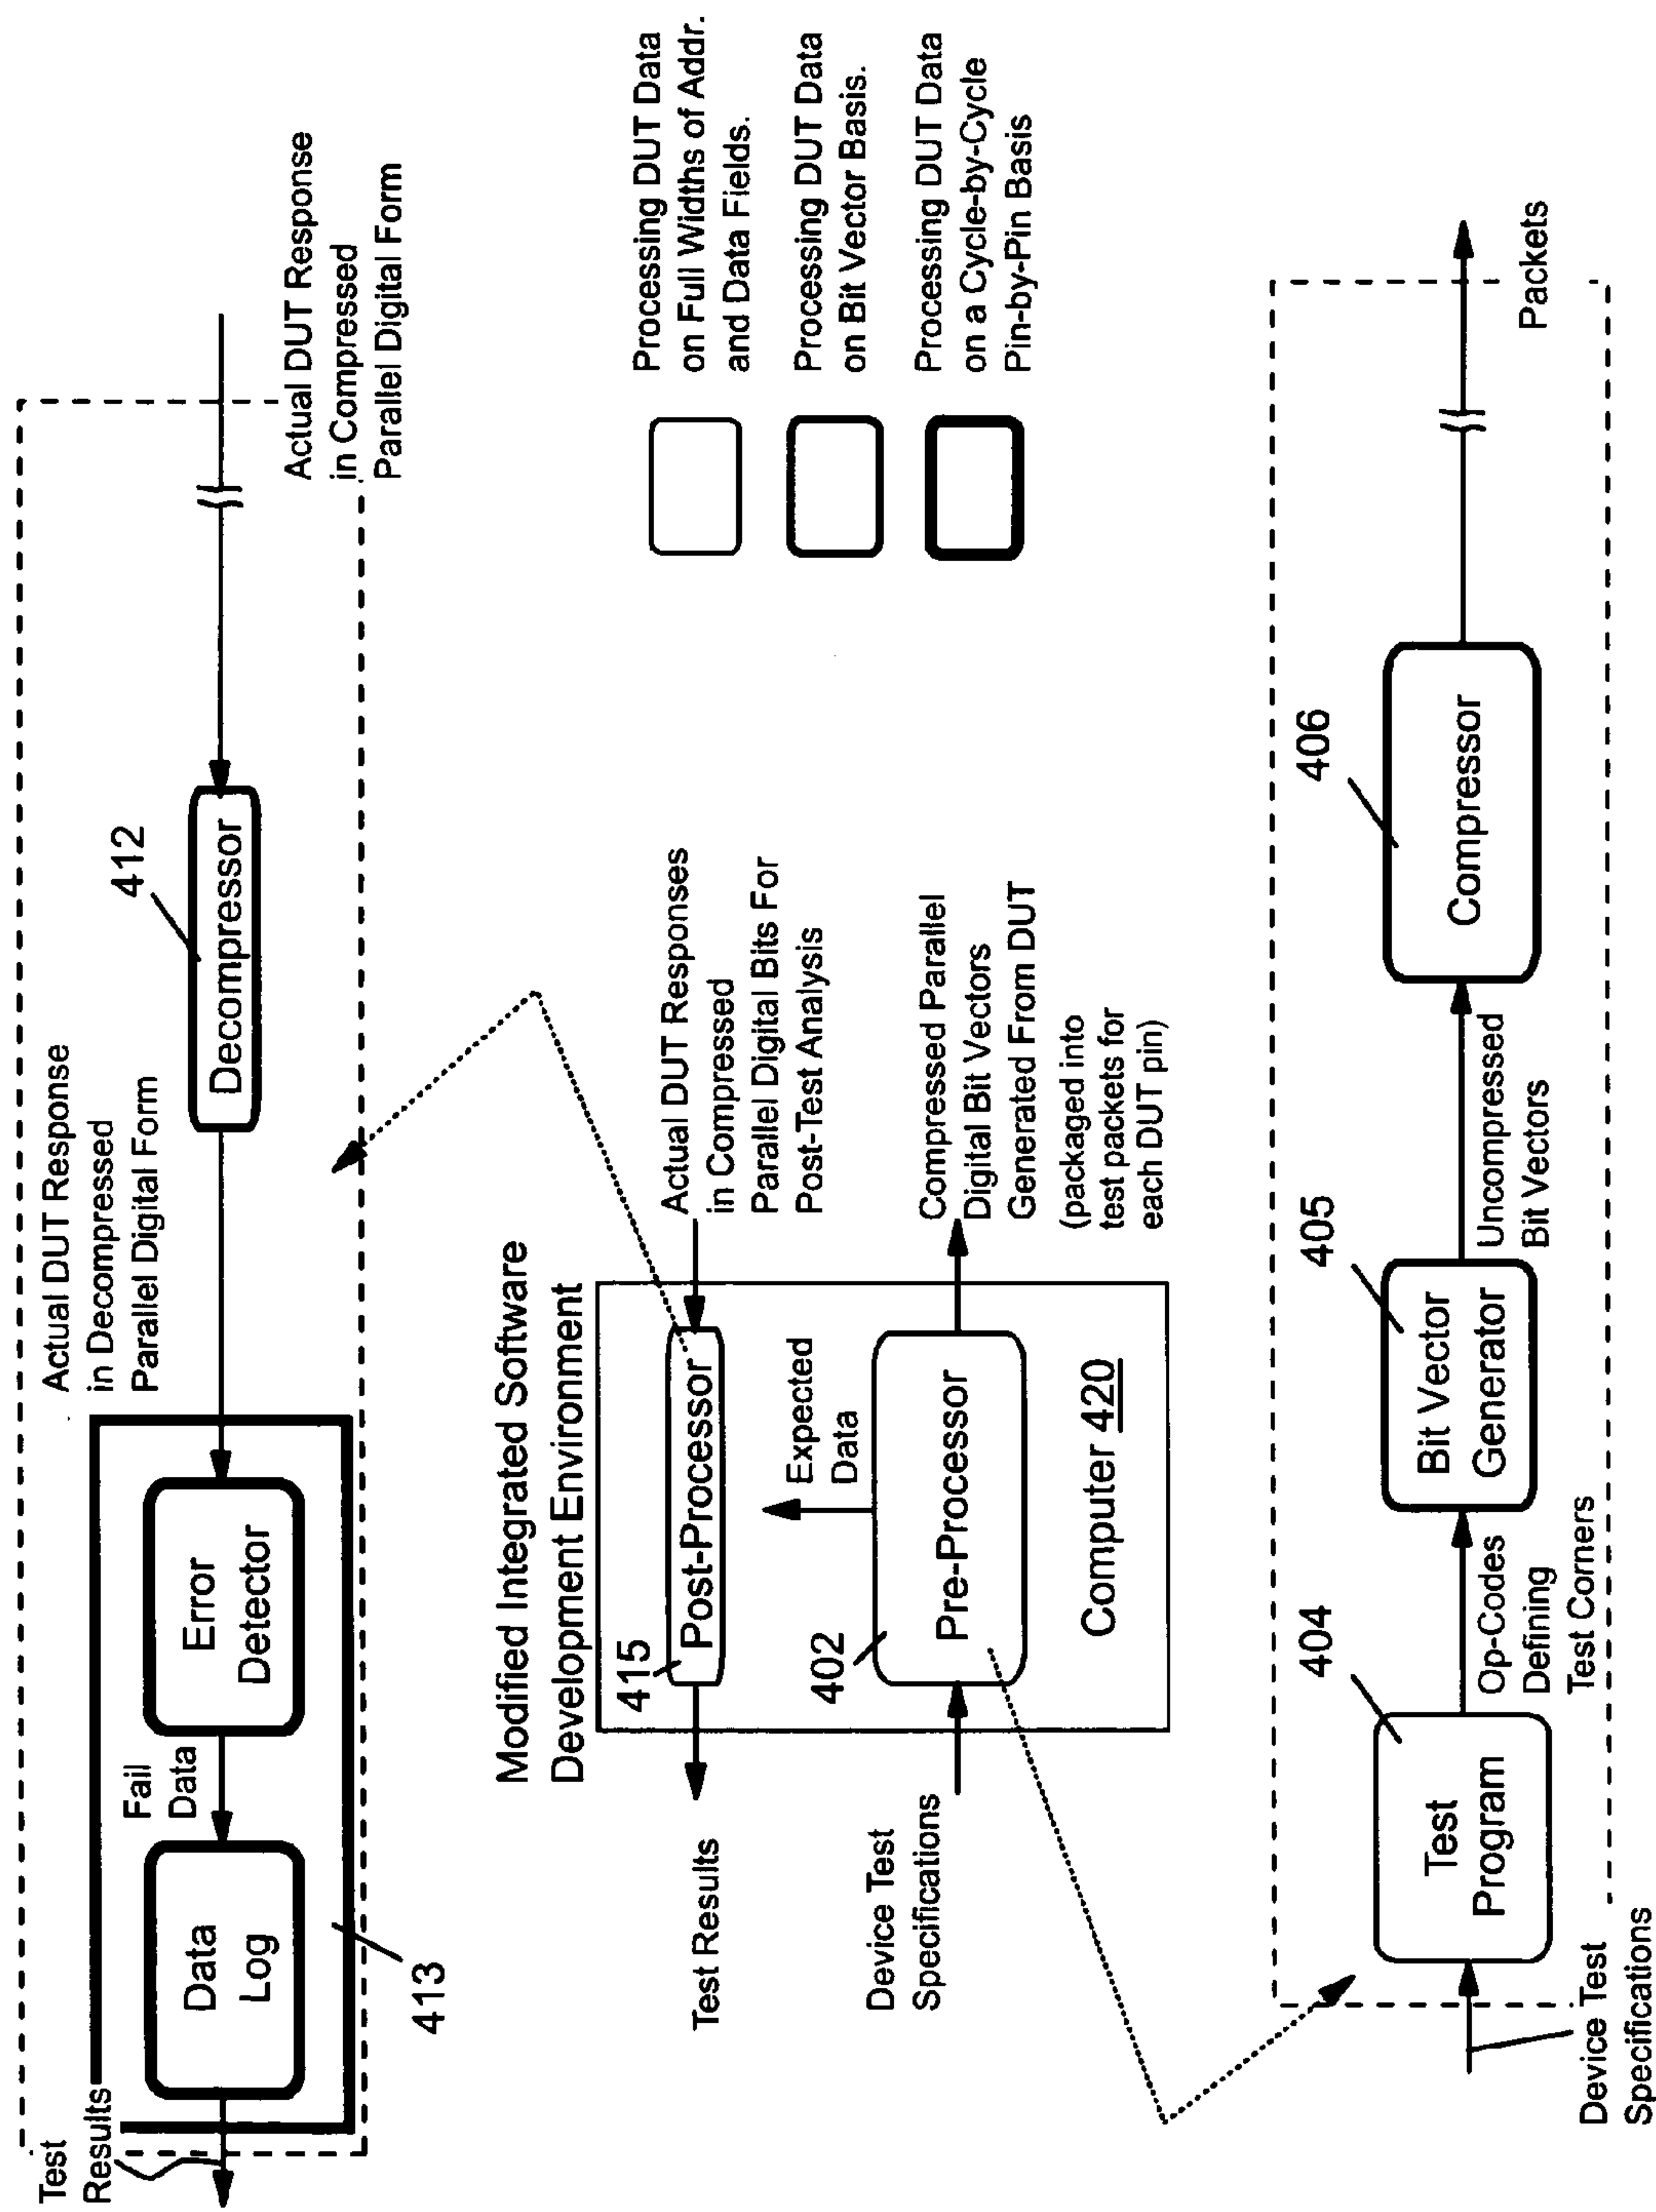 Actual DUT Response
in Decompressed
Parallel Digital Form
Actual DUT Response
in Compressed
Parallel Digital Form
412
Decompressor
Error
Detector
Fail
Data
Data
Log
413
Test
Results
Modified Integrated Software
Development Environment
415
Post-Processor
Test Results
Actual DUT Responses
in Compressed
Parallel Digital Bits For
Post-Test Analysis
Expected
Data
402
Pre-Processor
Computer 420
Device Test
Specifications
Compressed Parallel
Digital Bit Vectors
Generated From DUT
(packaged into
test packets for
each DUT pin)
Processing DUT Data
on Full Widths of Addr.
and Data Fields.
Processing DUT Data
on Bit Vector Basis.
Processing DUT Data
on a Cycle-by-Cycle
Pin-by-Pin Basis
404
Test
Program
Device Test
Specifications
Op-Codes
Defining
Test Corners
405
Bit Vector
Generator
Uncompressed
Bit Vectors
406
Compressor
Packets